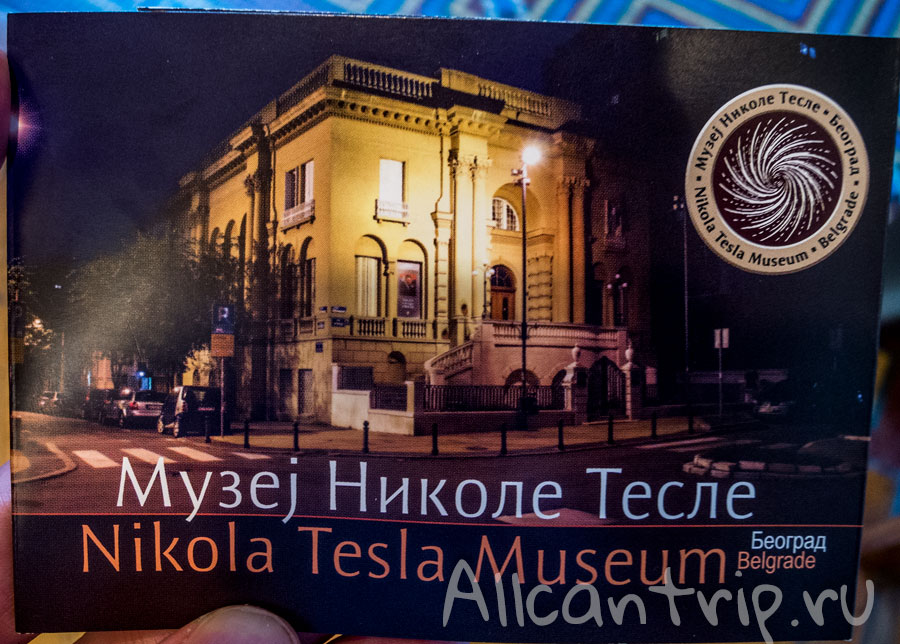 Музеј Николе Тесле • Београд •
Nikola Tesla Museum • Belgrade •
Музеј Николе Тесле
Nikola Tesla Museum
Београд
Belgrade
Allcantrip.ru